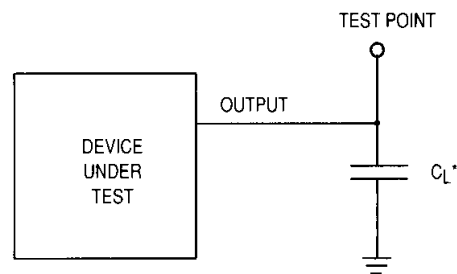 TEST POINT
OUTPUT
DEVICE
UNDER
TEST
CL*